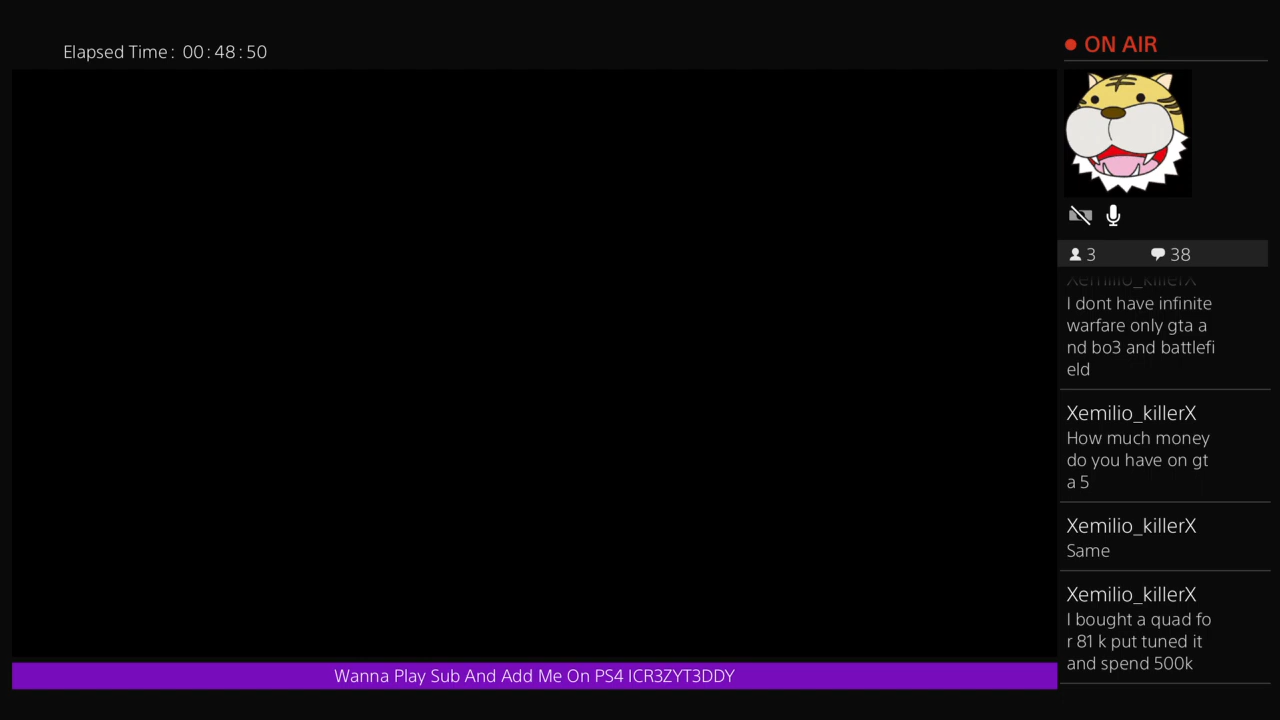 Elapsed Time: 00:48:50
ON AIR
3 38
Xemilio_killerX
I dont have infinite
warfare only gta a
nd bo3 and battlefi
eld
Xemilio_killerX
How much money
do you have on gt
a 5
Xemilio_killerX
Same
Xemilio_killerX
I bought a quad fo
r 81 k put tuned it
and spend 500k
Wanna Play Sub And Add Me On PS4 ICR3ZYT3DDY